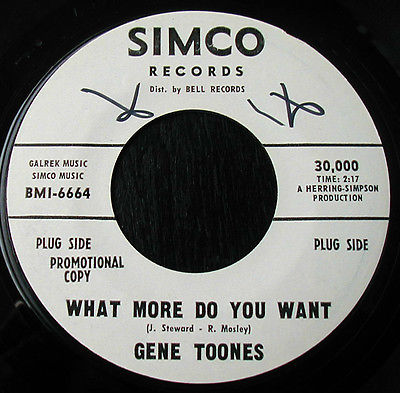 SIMCO
RECORDS
Dist. by BELL RECORDS
GALREK MUSIC
SIMCO MUSIC
BMI-6664
30,000
TIME: 2:17
A HERRING-SIMPSON
PRODUCTION
PLUG SIDE
PROMOTIONAL
COPY
PLUG SIDE
WHAT MORE DO YOU WANT
(J. Steward - R. Mosley)
GENE TOONES